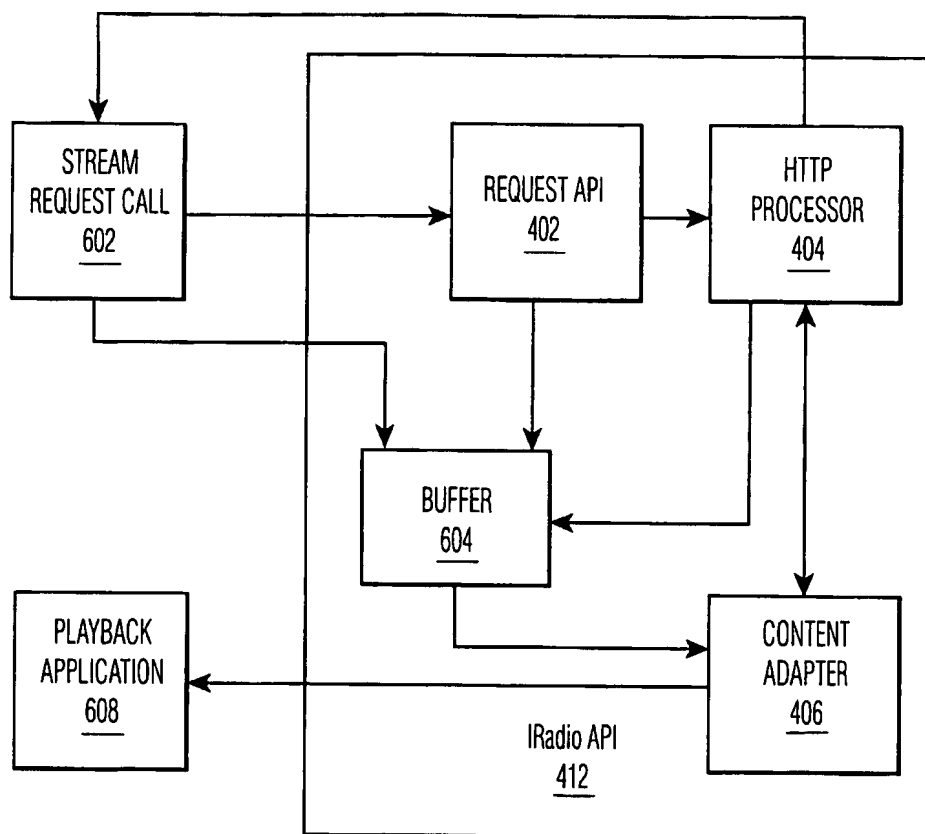 STREAM
REQUEST CALL
602
REQUEST API
402
HTTP
PROCESSOR
404
BUFFER
604
PLAYBACK
APPLICATION
608
CONTENT
ADAPTER
406
IRadio API
412